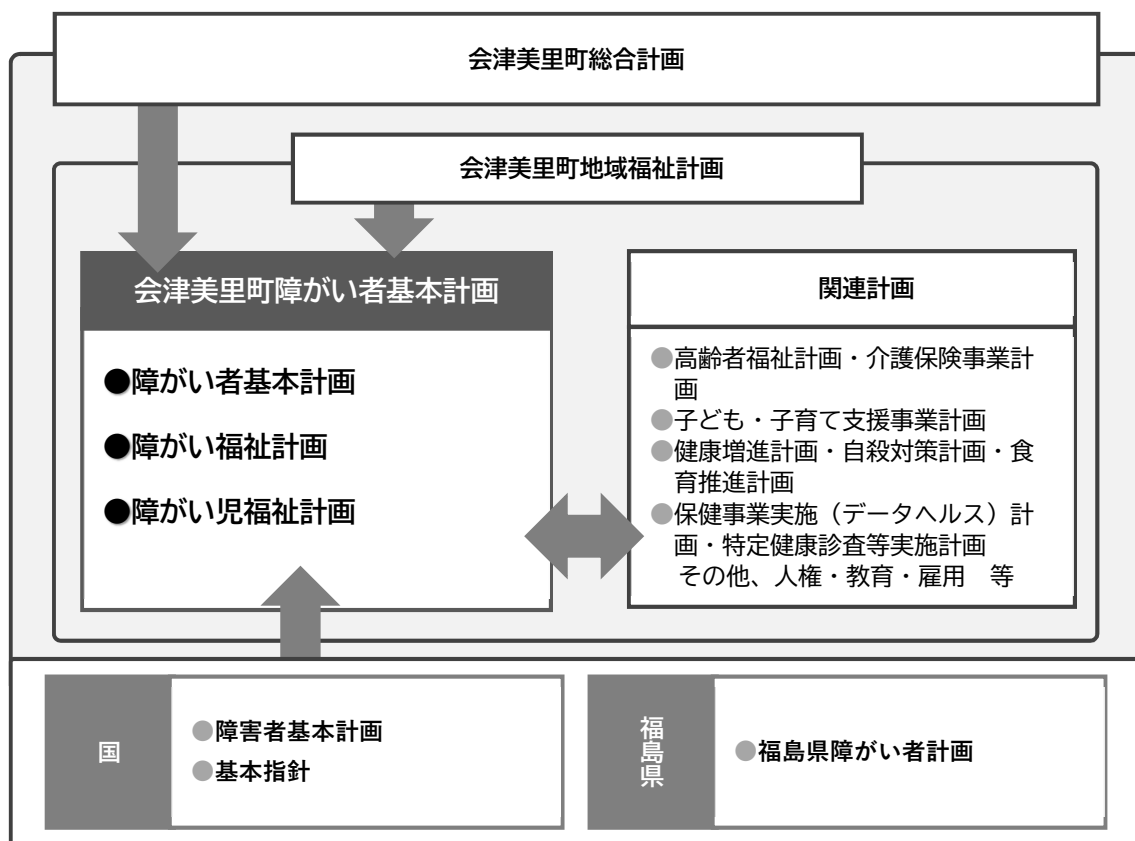 会津美里町総合計画
会津美里町地域福祉計画
会津美里町障がい者基本計画
●障がい者基本計画
●障がい福祉計画
●障がい児福祉計画
関連計画
●高齢者福祉計画・介護保険事業計
画
●子ども・子育て支援事業計画
●健康増進計画・自殺対策計画・食
育推進計画
●保健事業実施（データヘルス）計
画・特定健康診査等実施計画
その他、人権・教育・雇用　等
国
●障害者基本計画
●基本指針
福島県
●福島県障がい者計画